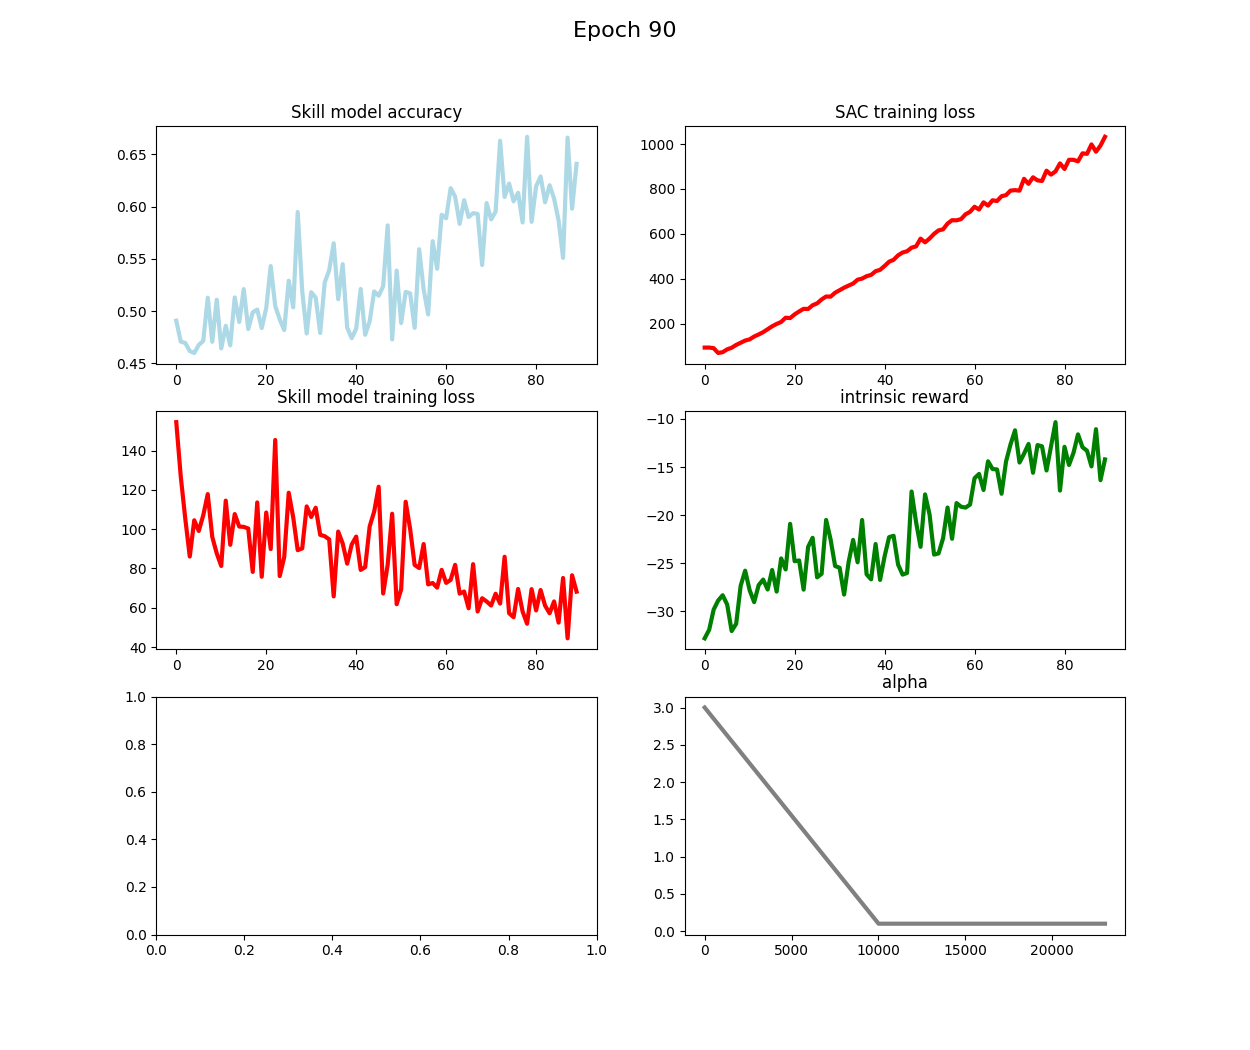 Epoch 90
Skill model accuracy
0.65
0.60
0.55
0.50
0.45
0 20 40 60 80
SAC training loss
1000
800
600
400
200
0 20 40 60 80
Skill model training loss
140
120
100
80
60
40
0 20 40 60 80
intrinsic reward
−10
−15
−20
−25
−30
0 20 40 60 80
1.0
0.8
0.6
0.4
0.2
0.0
0.0 0.2 0.4 0.6 0.8 1.0
alpha
3.0
2.5
2.0
1.5
1.0
0.5
0.0
0 5000 10000 15000 20000